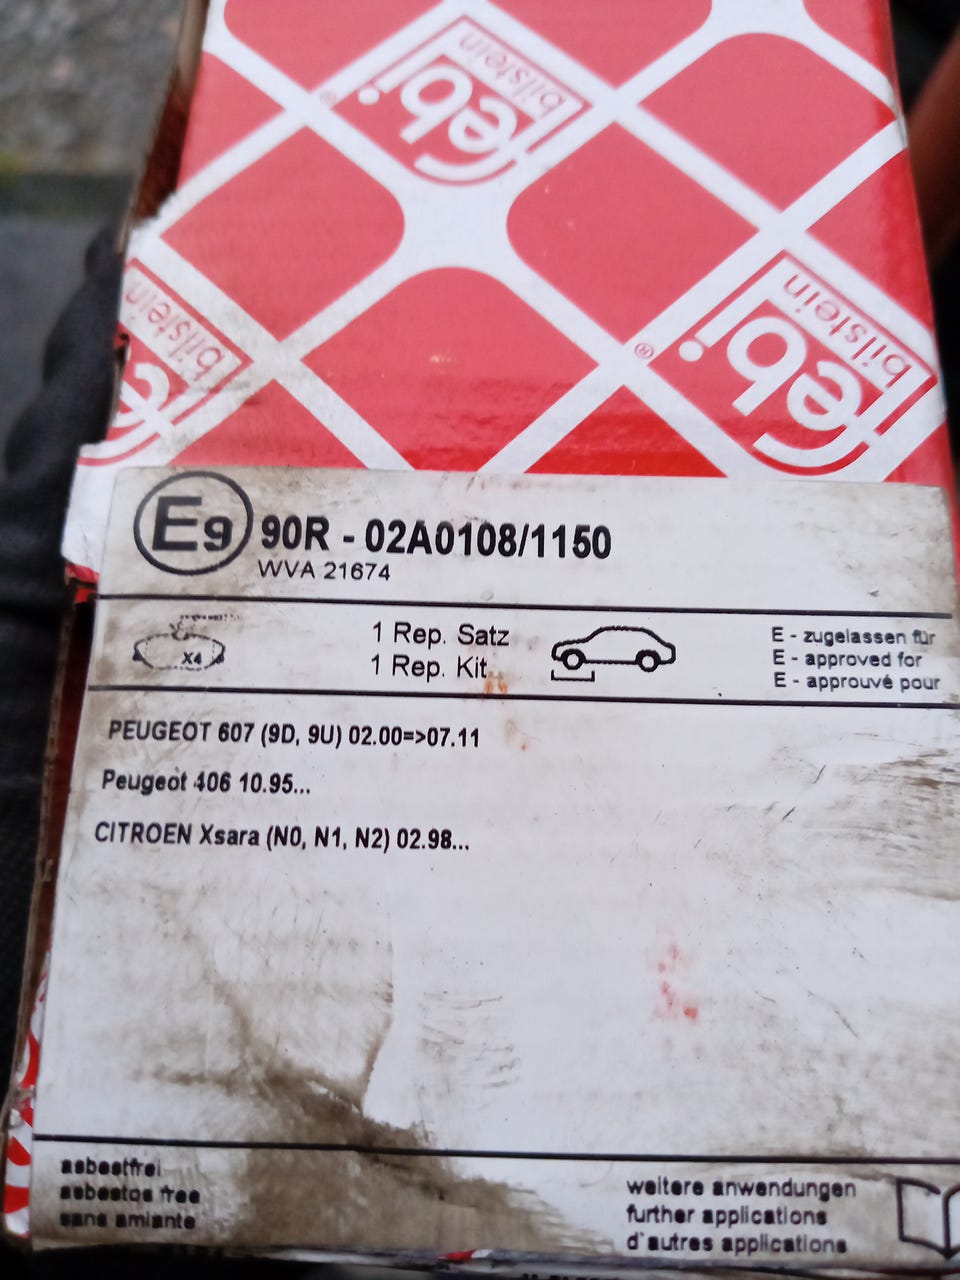 febi
bilstein
®
febi
bilstein
®
bilstein
E9 90R - 02A0108/1150
WVA 21674
X4
1 Rep. Satz
1 Rep. Kit
E - zugelassen für
E - approved for
E - approuvé pour
PEUGEOT 607 (9D, 9U) 02.00=>07.11
Peugeot 406 10.95...
CITROEN Xsara (N0, N1, N2) 02.98...
asbestfrei
asbestos free
sans amiante
weitere anwendungen
further applications
d'autres applications